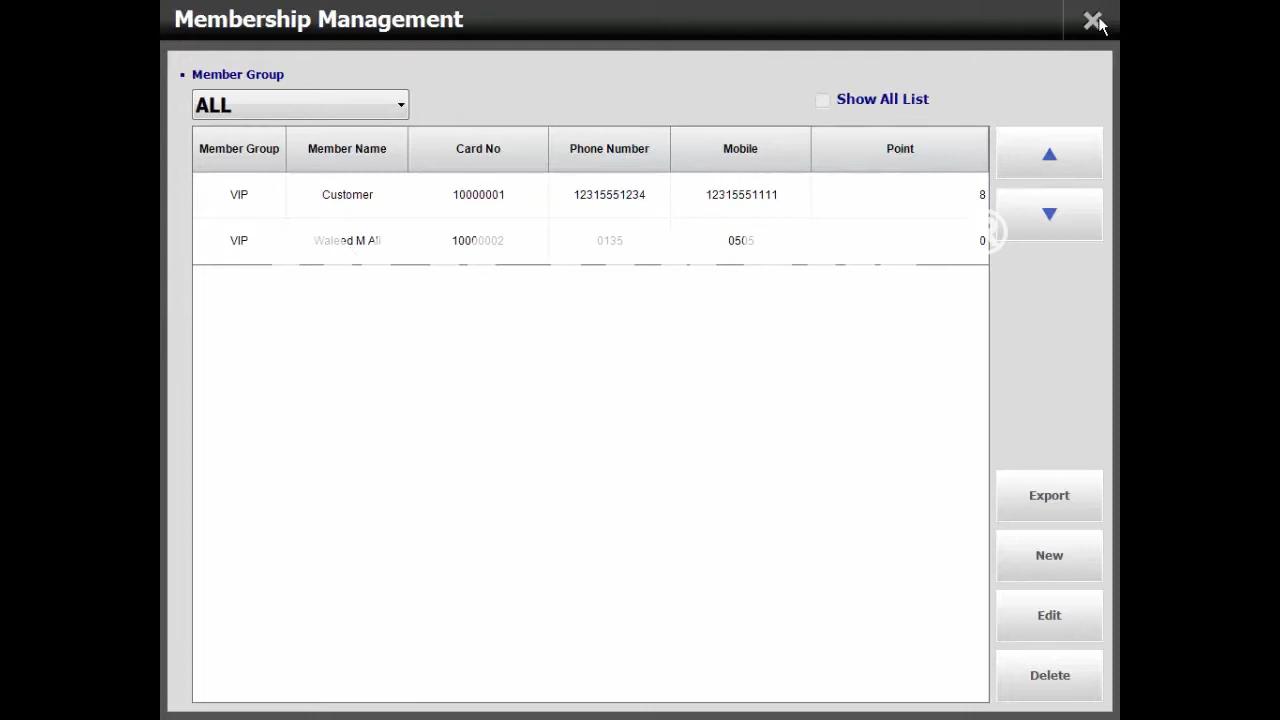 Membership Management
Member Group
ALL
Show All List
Member Group Member Name Card No Phone Number Mobile Point
VIP Customer 10000001 12315551234 12315551111 8
VIP Waleed M Ali 10000002 0135 0505 0
®
Export
New
Edit
Delete